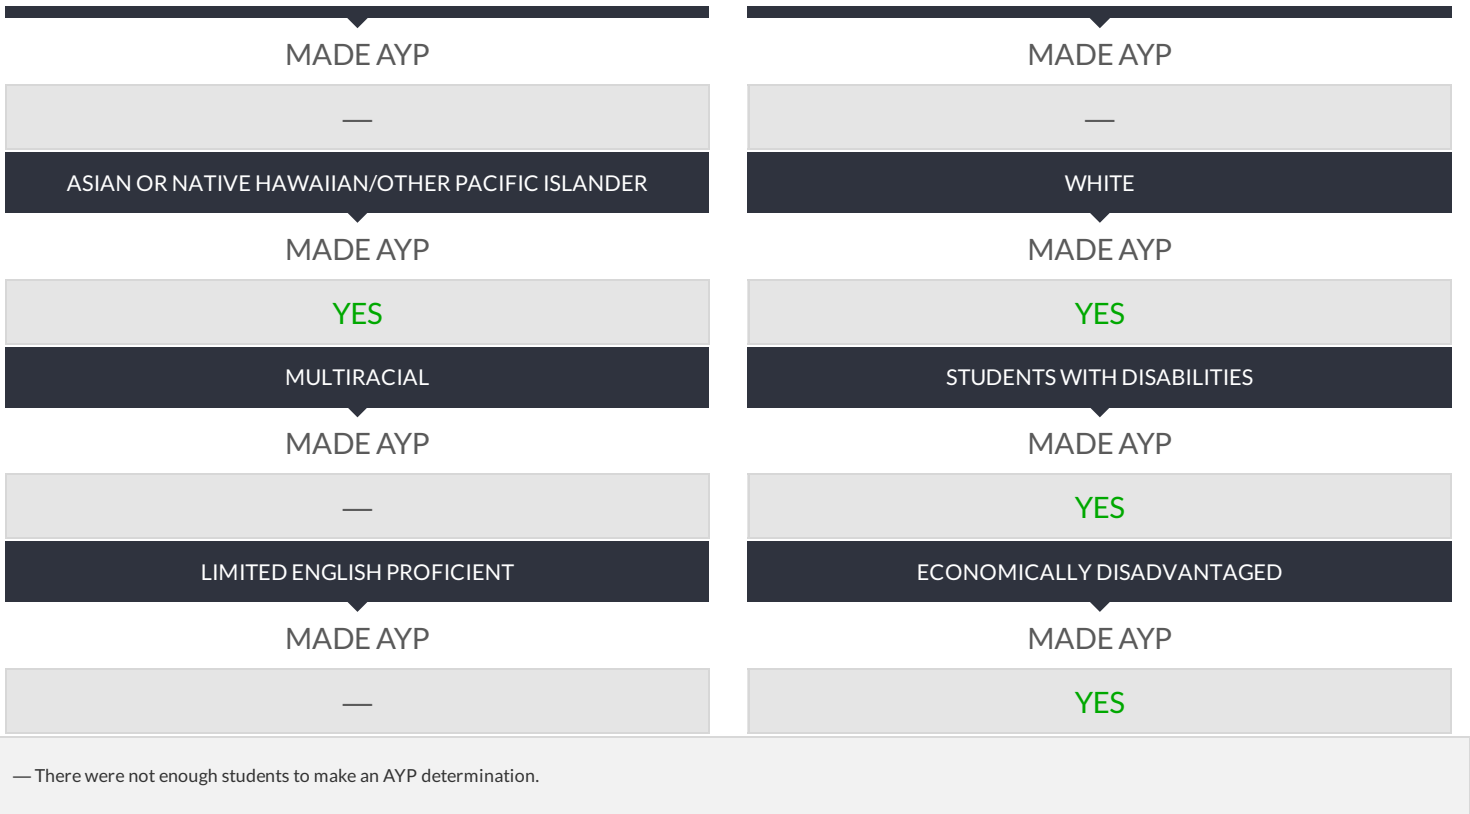 MADE AYP
MADE AYP
—
—
ASIAN OR NATIVE HAWAIIAN/OTHER PACIFIC ISLANDER
WHITE
MADE AYP
MADE AYP
YES
YES
MULTIRACIAL
STUDENTS WITH DISABILITIES
MADE AYP
MADE AYP
—
YES
LIMITED ENGLISH PROFICIENT
ECONOMICALLY DISADVANTAGED
MADE AYP
MADE AYP
—
YES
— There were not enough students to make an AYP determination.